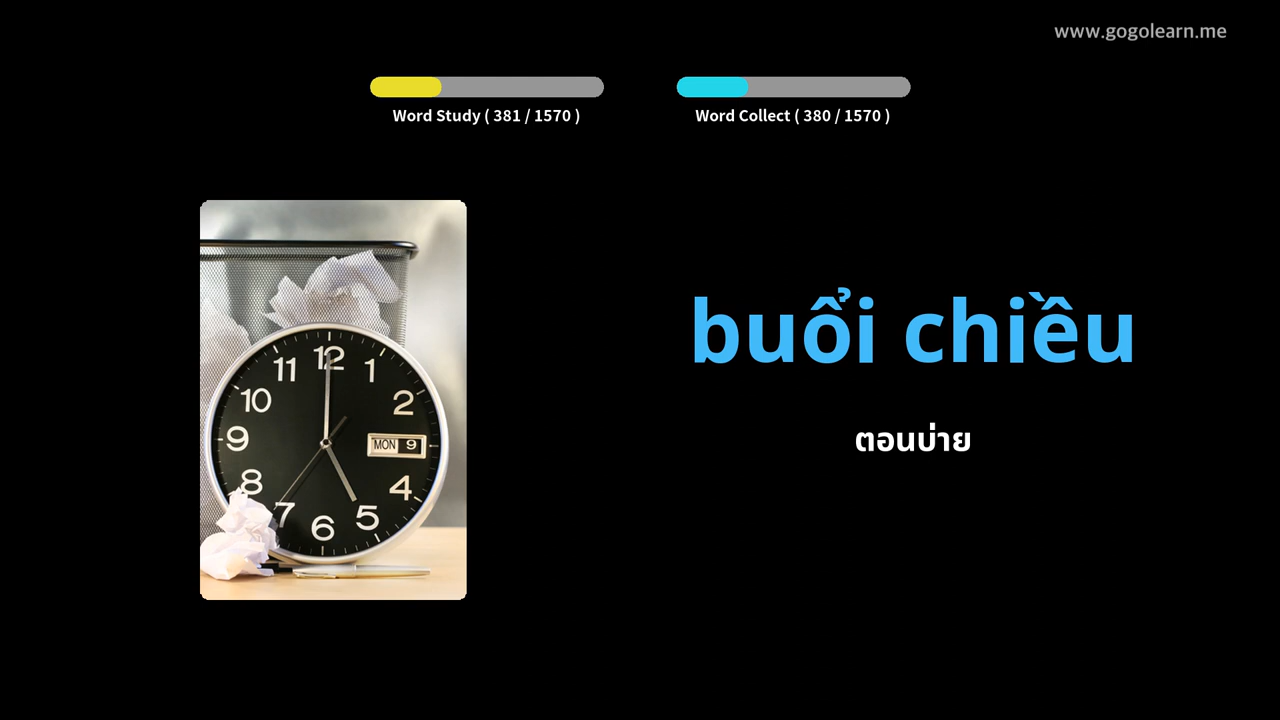 www.gogolearn.me
Word Study ( 381 / 1570 )
Word Collect ( 380 / 1570 )
buổi chiều
ตอนบ่าย
12
11
1
10
2
9
MON 9
8
4
7
5
6